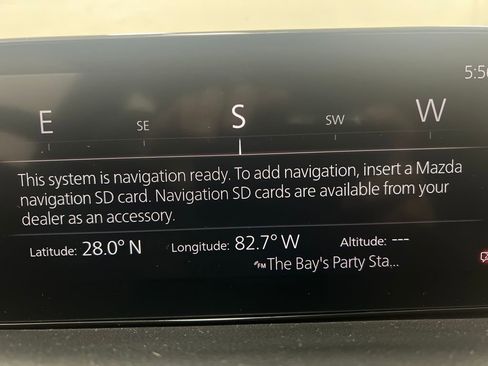 5:56
E SE S SW W
This system is navigation ready. To add navigation, insert a Mazda
navigation SD card. Navigation SD cards are available from your
dealer as an accessory.
Latitude: 28.0° N Longitude: 82.7° W Altitude: ---
FM The Bay's Party Sta...